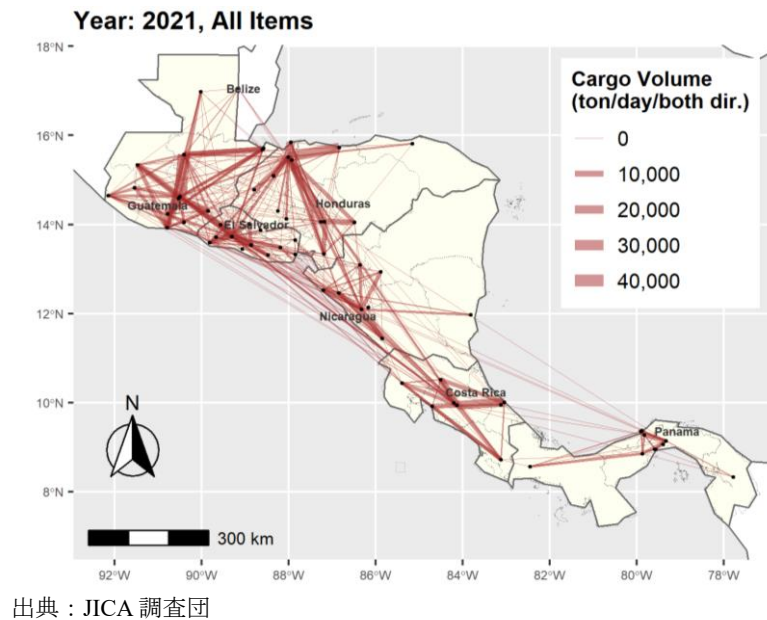 Year: 2021, All Items
18°N
16°N
14°N
12°N
10°N
8°N
Belize
Guatemala
Honduras
El Salvador
Nicaragua
Costa Rica
Panama
Cargo Volume
(ton/day/both dir.)
0
10,000
20,000
30,000
40,000
N
300 km
92°W
90°W
88°W
86°W
84°W
82°W
80°W
78°W
出典：JICA 調査団